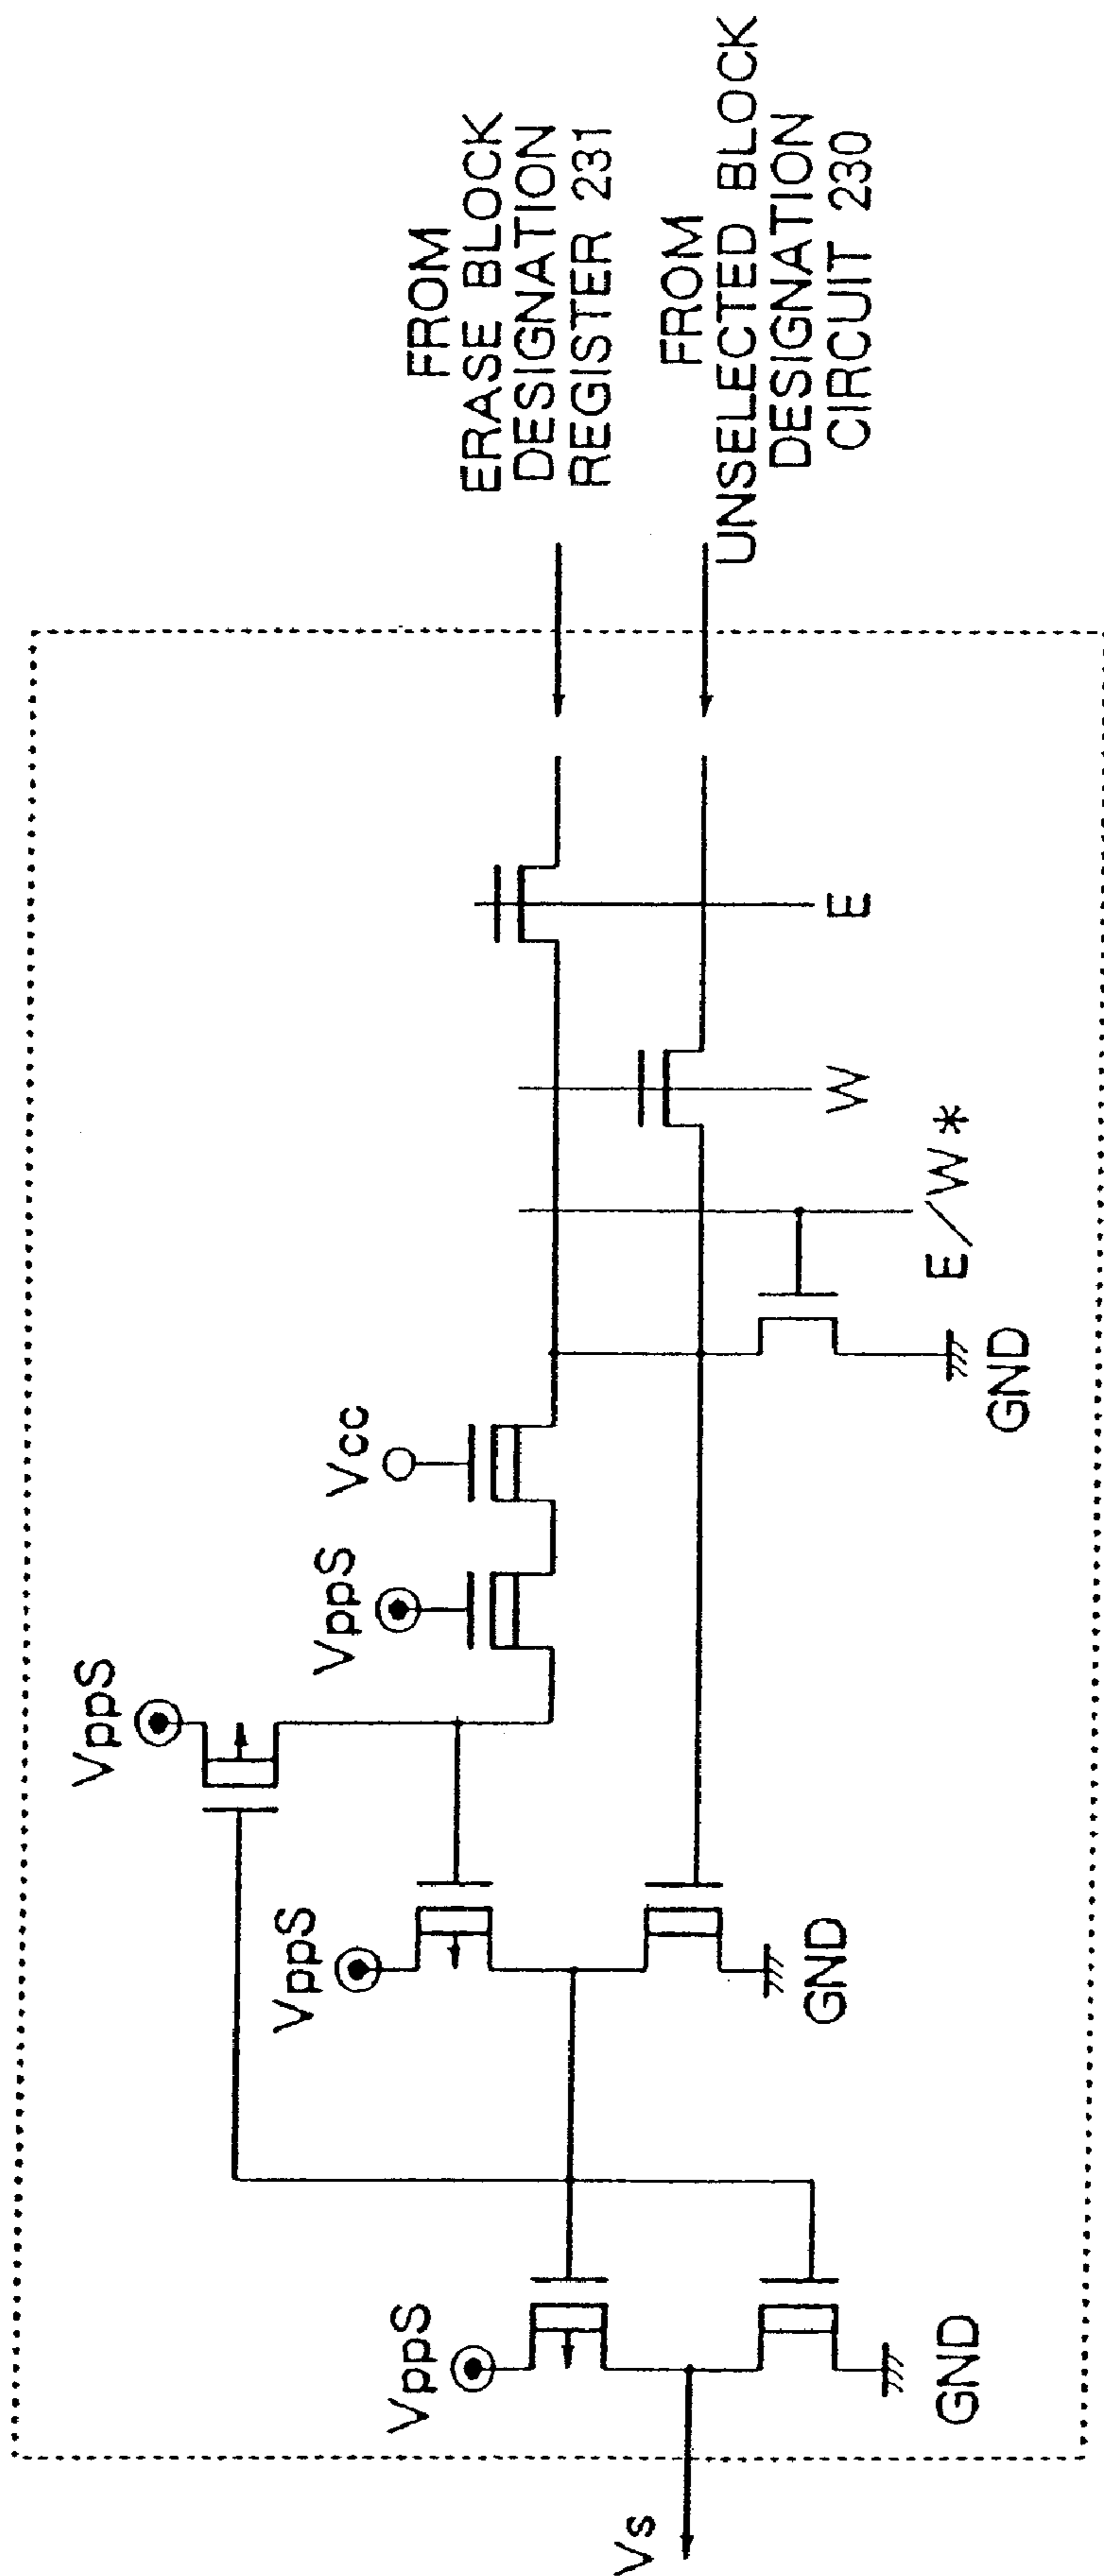 FROM
ERASE BLOCK
DESIGNATION
REGISTER 231
FROM
UNSELECTED BLOCK
DESIGNATION
CIRCUIT 230
VppS
VppS
Vcc
VppS
VppS
E
W
E/W*
GND
GND
GND
Vs